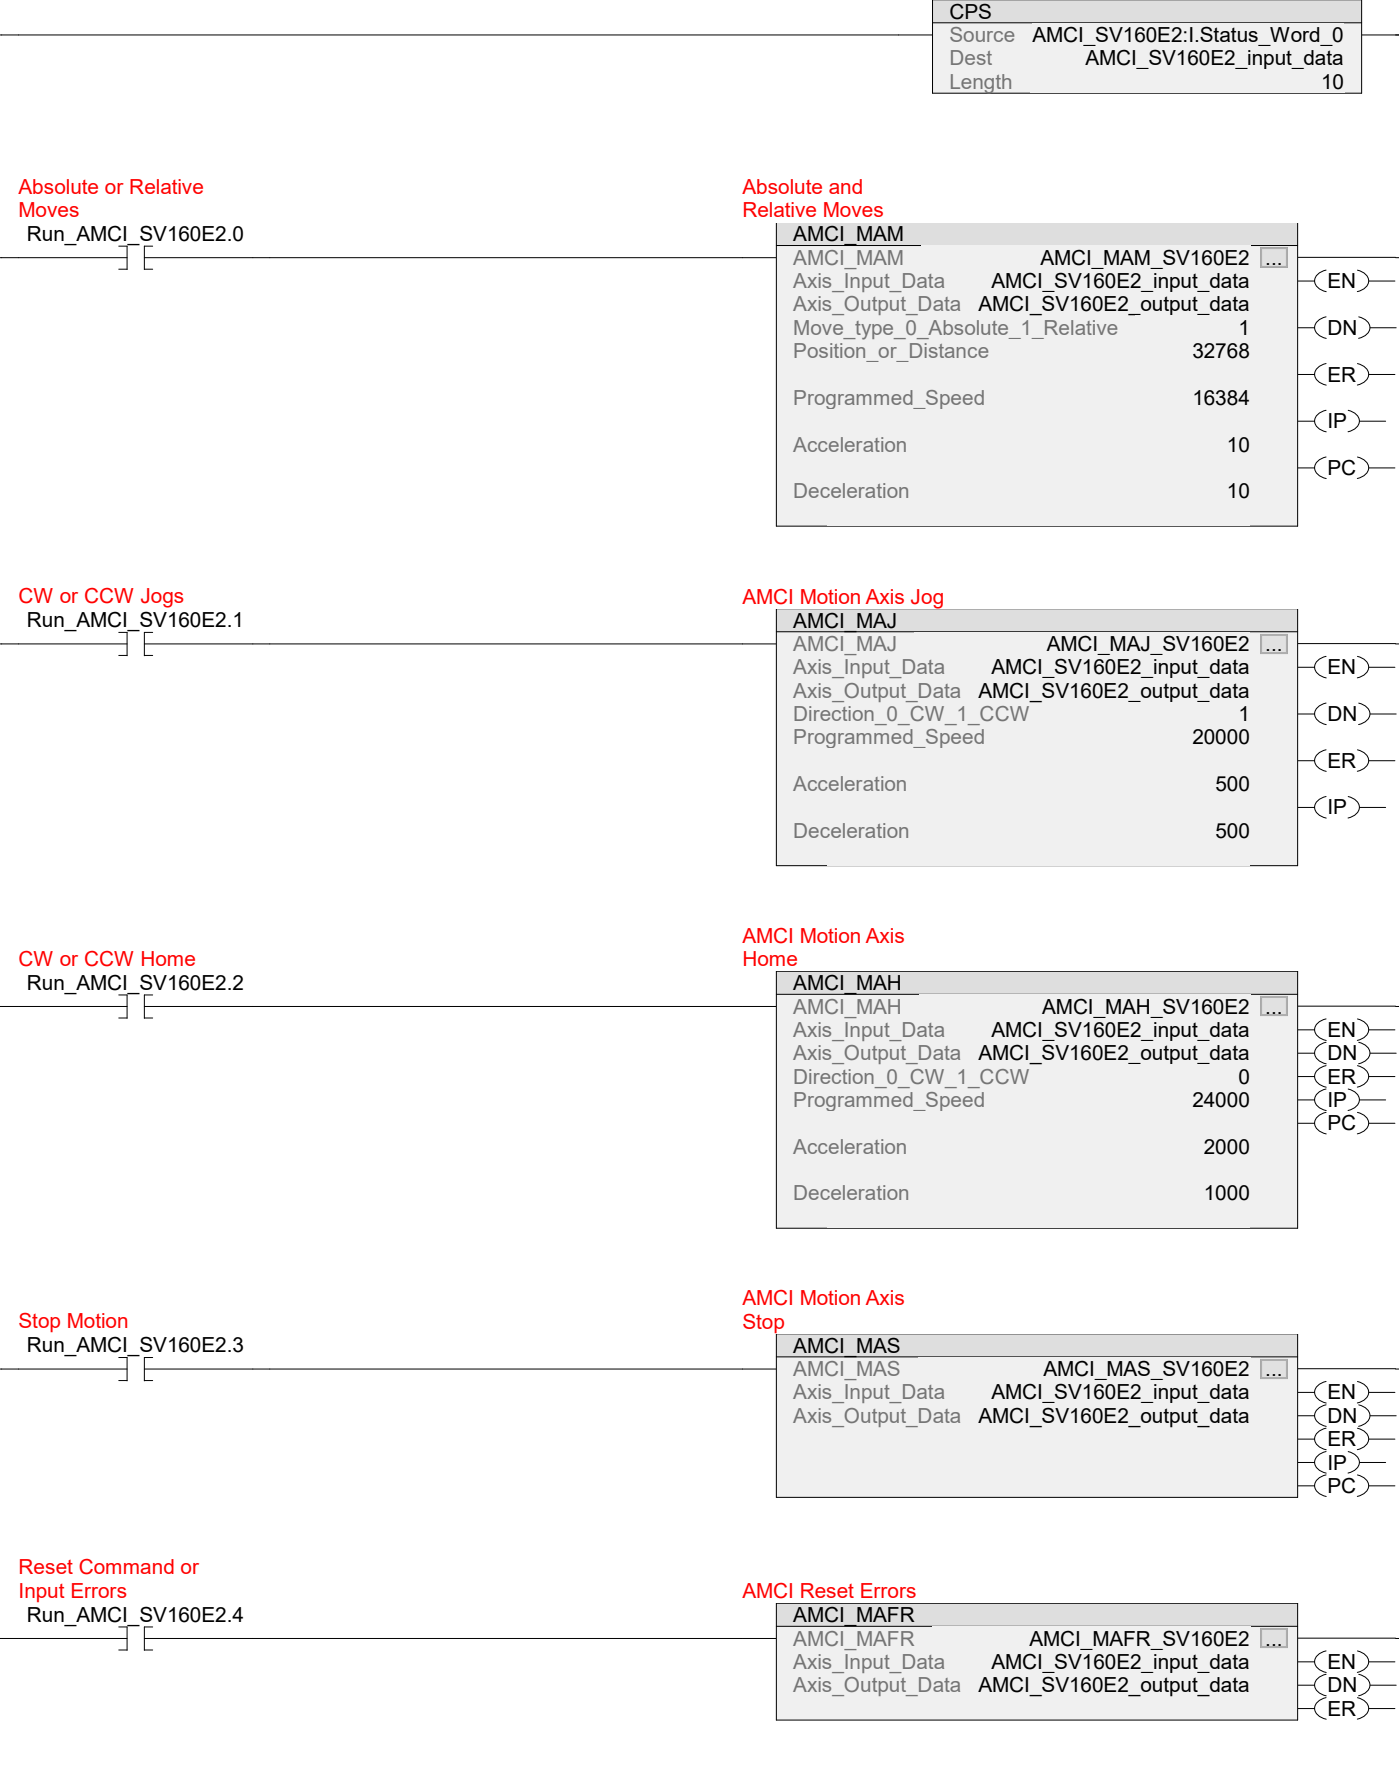 CPS
Source AMCI_SV160E2:I.Status_Word_0
Dest AMCI_SV160E2_input_data
Length 10
Absolute or Relative
Moves
Run_AMCI_SV160E2.0
Absolute and
Relative Moves
AMCI_MAM
AMCI_MAM AMCI_MAM_SV160E2 ...
Axis_Input_Data AMCI_SV160E2_input_data
Axis_Output_Data AMCI_SV160E2_output_data
Move_type_0_Absolute_1_Relative 1
Position_or_Distance 32768
Programmed_Speed 16384
Acceleration 10
Deceleration 10
EN
DN
ER
IP
PC
CW or CCW Jogs
Run_AMCI_SV160E2.1
AMCI Motion Axis Jog
AMCI_MAJ
AMCI_MAJ AMCI_MAJ_SV160E2 ...
Axis_Input_Data AMCI_SV160E2_input_data
Axis_Output_Data AMCI_SV160E2_output_data
Direction_0_CW_1_CCW 1
Programmed_Speed 20000
Acceleration 500
Deceleration 500
EN
DN
ER
IP
CW or CCW Home
Run_AMCI_SV160E2.2
AMCI Motion Axis
Home
AMCI_MAH
AMCI_MAH AMCI_MAH_SV160E2 ...
Axis_Input_Data AMCI_SV160E2_input_data
Axis_Output_Data AMCI_SV160E2_output_data
Direction_0_CW_1_CCW 0
Programmed_Speed 24000
Acceleration 2000
Deceleration 1000
EN
DN
ER
IP
PC
Stop Motion
Run_AMCI_SV160E2.3
AMCI Motion Axis
Stop
AMCI_MAS
AMCI_MAS AMCI_MAS_SV160E2 ...
Axis_Input_Data AMCI_SV160E2_input_data
Axis_Output_Data AMCI_SV160E2_output_data
EN
DN
ER
IP
PC
Reset Command or
Input Errors
Run_AMCI_SV160E2.4
AMCI Reset Errors
AMCI_MAFR
AMCI_MAFR AMCI_MAFR_SV160E2 ...
Axis_Input_Data AMCI_SV160E2_input_data
Axis_Output_Data AMCI_SV160E2_output_data
EN
DN
ER